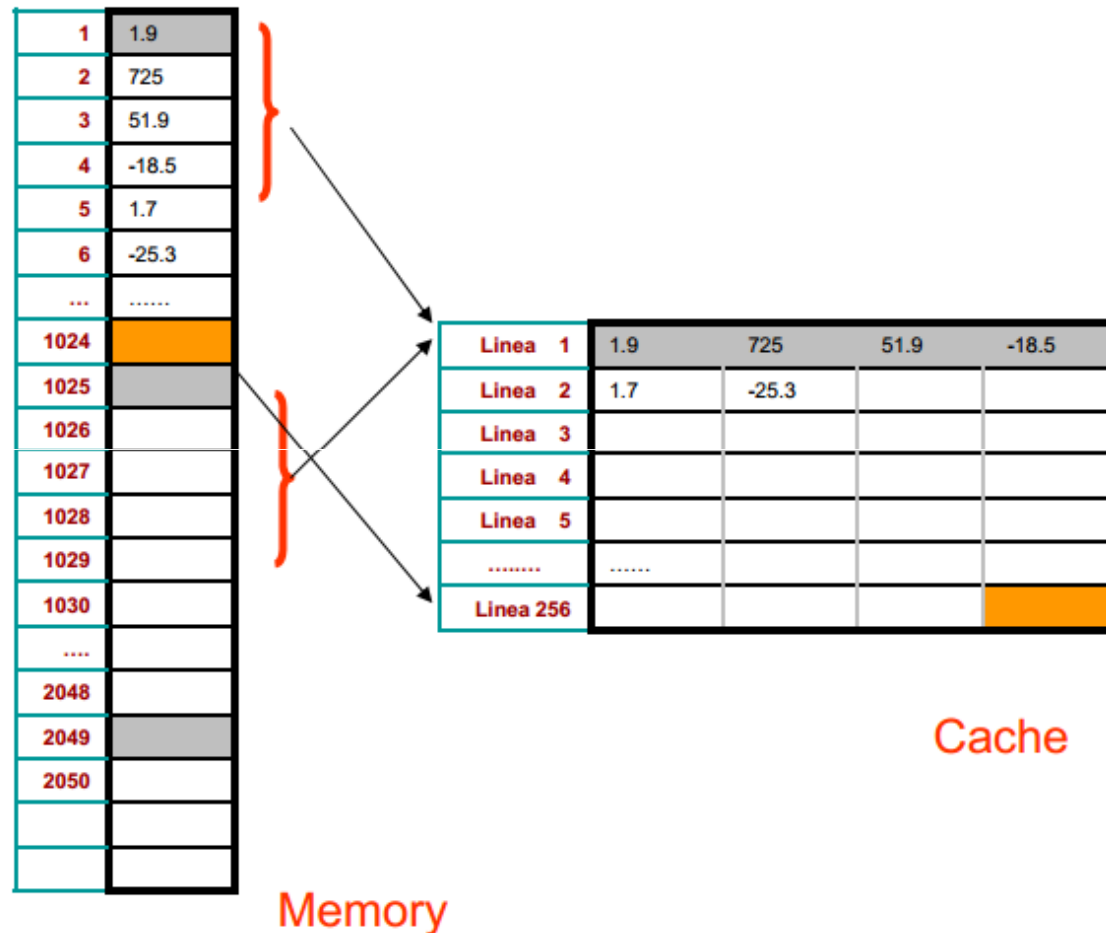 1 1.9
2 725
3 51.9
4 -18.5
5 1.7
6 -25.3
... ......
1024
1025
1026
1027
1028
1029
1030
....
2048
2049
2050
Memory
Linea 1 1.9 725 51.9 -18.5
Linea 2 1.7 -25.3
Linea 3
Linea 4
Linea 5
........ ......
Linea 256
Cache